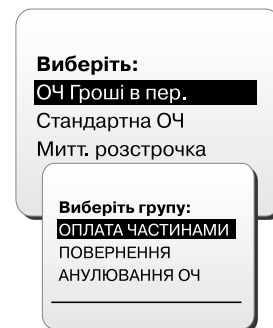 Виберіть:
ОЧ Гроші в пер.
Стандартна ОЧ
Митт. розстрочка
Виберіть групу:
ОПЛАТА ЧАСТИНАМИ
ПОВЕРНЕННЯ
АНУЛЮВАННЯ ОЧ